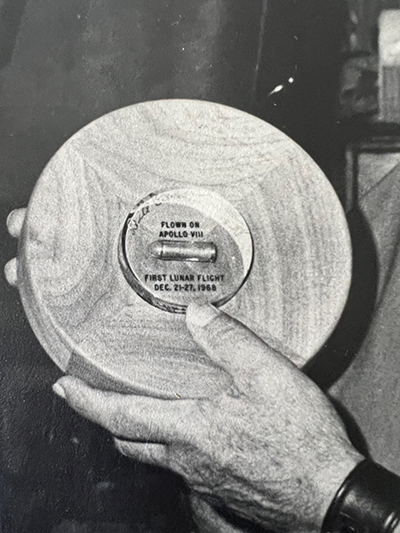 FLOWN ON
APOLLO VIII
FIRST LUNAR FLIGHT
DEC. 21-27, 1968